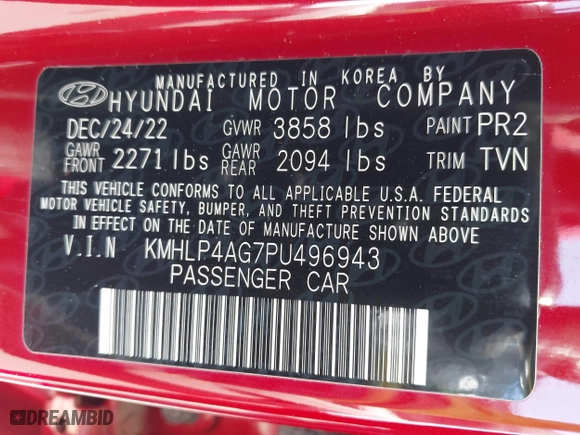 MANUFACTURED IN KOREA BY
HYUNDAI MOTOR COMPANY
DEC/24/22 GVWR 3858 lbs PAINT PR2
GAWR FRONT 2271 lbs GAWR REAR 2094 lbs TRIM TVN
THIS VEHICLE CONFORMS TO ALL APPLICABLE U.S.A. FEDERAL
MOTOR VEHICLE SAFETY, BUMPER, AND THEFT PREVENTION STANDARDS
IN EFFECT ON THE DATE OF MANUFACTURE SHOWN ABOVE
V.I.N KMHLP4AG7PU496943
PASSENGER CAR
DREAMBID